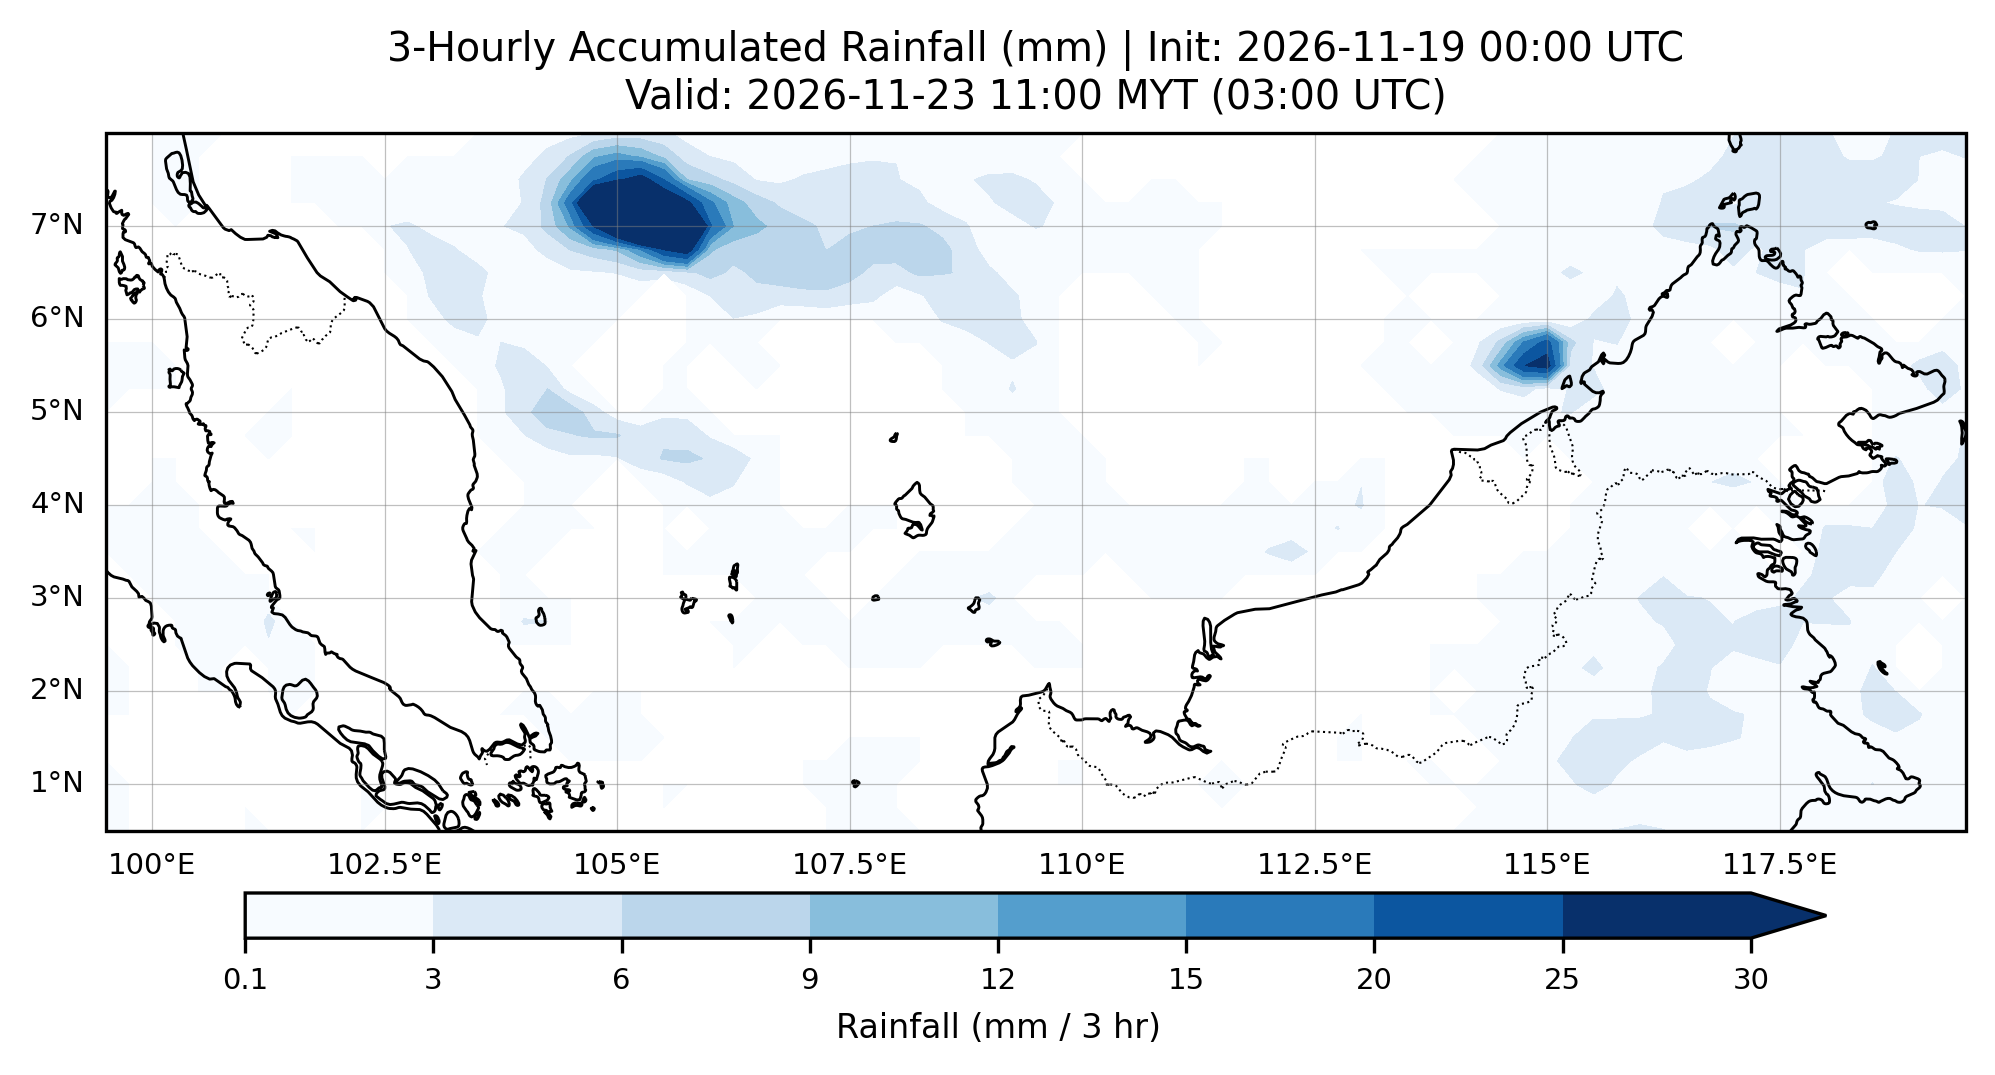 3-Hourly Accumulated Rainfall (mm) | Init: 2026-11-19 00:00 UTC
Valid: 2026-11-23 11:00 MYT (03:00 UTC)
7°N
6°N
5°N
4°N
3°N
2°N
1°N
100°E 102.5°E 105°E 107.5°E 110°E 112.5°E 115°E 117.5°E
0.1 3 6 9 12 15 20 25 30
Rainfall (mm / 3 hr)